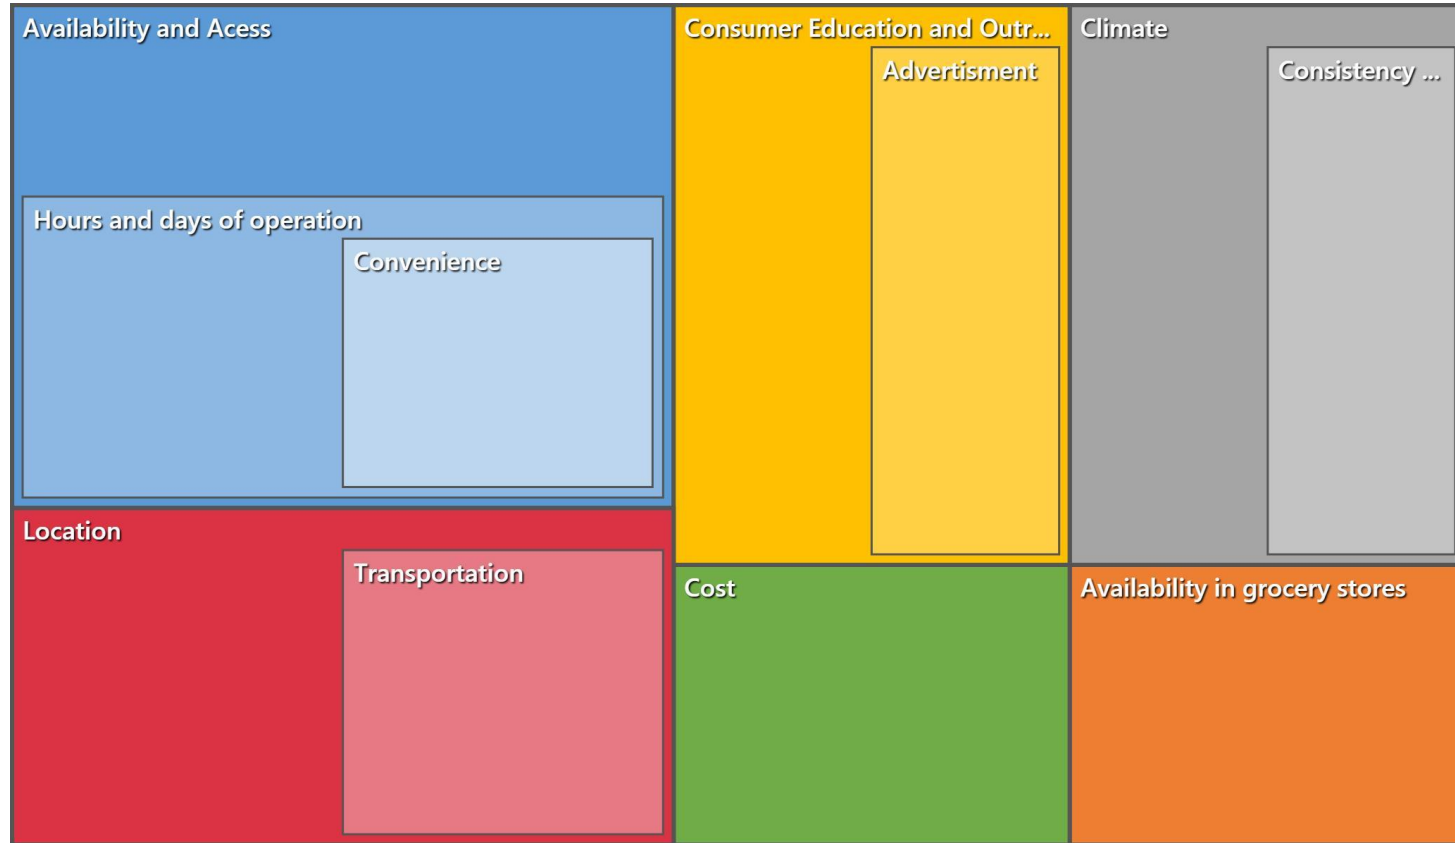 Availability and Acess
Hours and days of operation
Convenience
Location
Transportation
Consumer Education and Outr...
Advertisment
Climate
Consistency ...
Cost
Availability in grocery stores